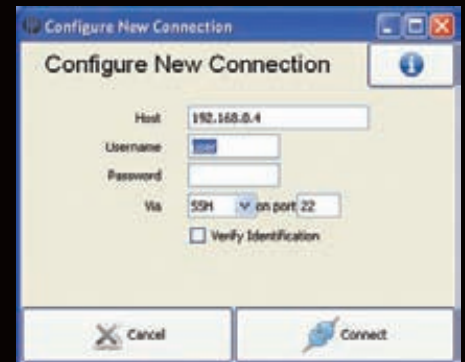 Configure New Connection
Configure New Connection
Host 192.168.0.4
Username user
Password
Via SSH on port 22
Verify Identification
Cancel Connect